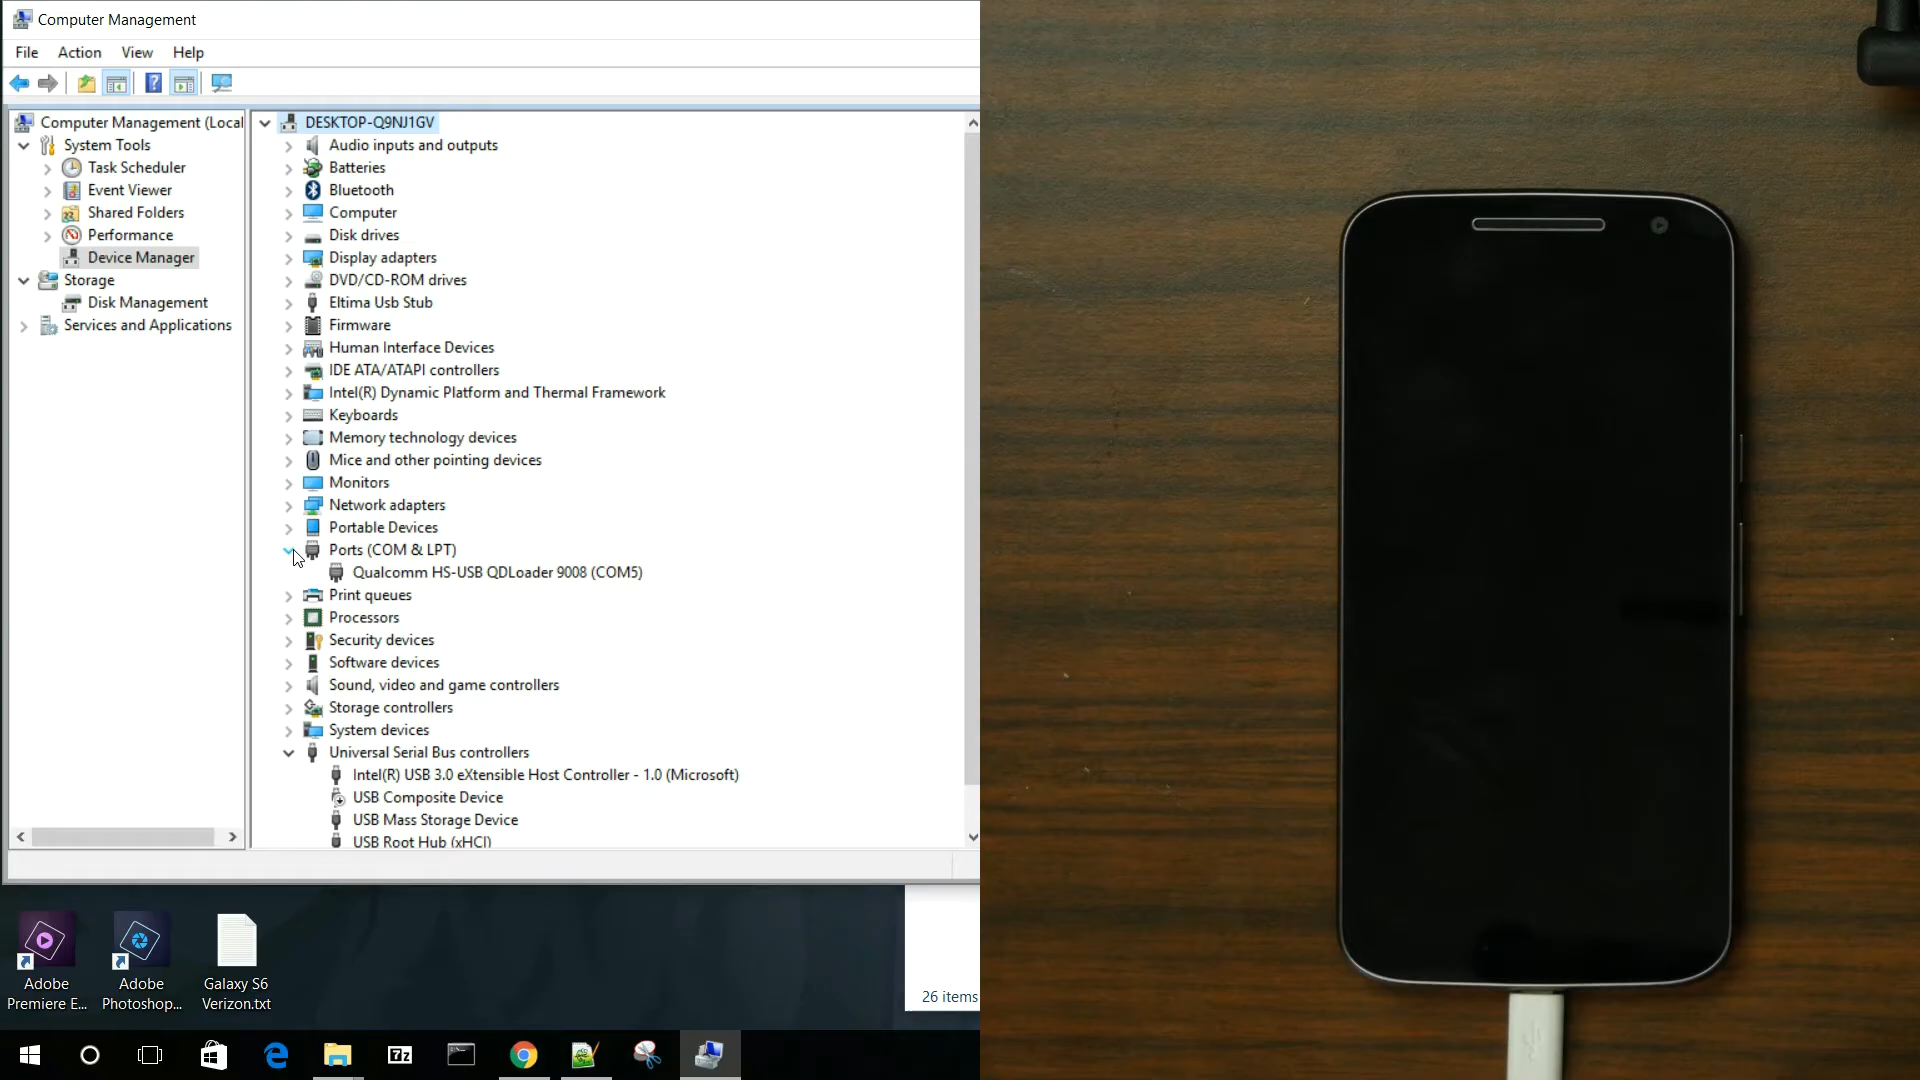 Computer Management
File Action View Help
Computer Management (Local
System Tools
Task Scheduler
Event Viewer
Shared Folders
Performance
Device Manager
Storage
Disk Management
Services and Applications
DESKTOP-Q9NJ1GV
Audio inputs and outputs
Batteries
Bluetooth
Computer
Disk drives
Display adapters
DVD/CD-ROM drives
Eltima Usb Stub
Firmware
Human Interface Devices
IDE ATA/ATAPI controllers
Intel(R) Dynamic Platform and Thermal Framework
Keyboards
Memory technology devices
Mice and other pointing devices
Monitors
Network adapters
Portable Devices
Ports (COM & LPT)
Qualcomm HS-USB QDLoader 9008 (COM5)
Print queues
Processors
Security devices
Software devices
Sound, video and game controllers
Storage controllers
System devices
Universal Serial Bus controllers
Intel(R) USB 3.0 eXtensible Host Controller - 1.0 (Microsoft)
USB Composite Device
USB Mass Storage Device
USB Root Hub (xHCI)
Adobe
Premiere E...
Adobe
Photoshop...
Galaxy S6
Verizon.txt
26 items
7z